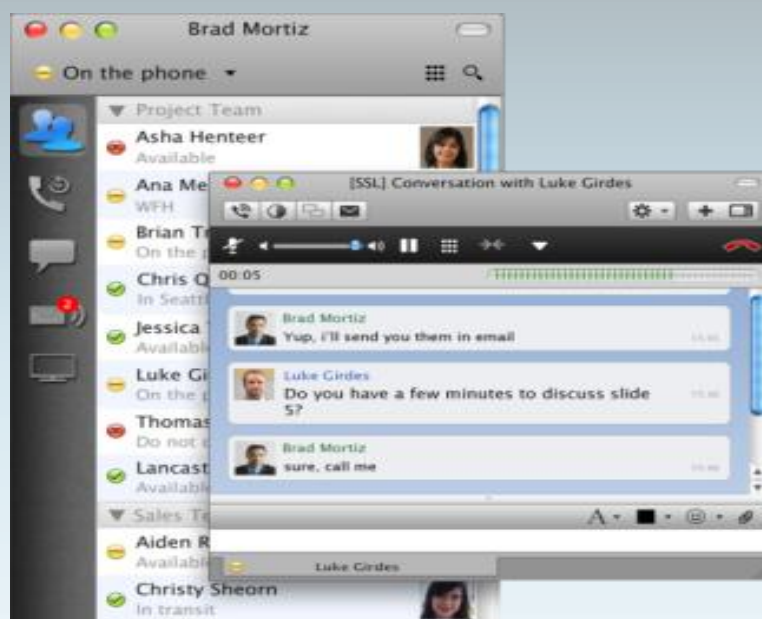 Brad Mortiz
On the phone
Project Team
Asha Henteer
Available
Ana Me
WFH
Brian Tr
On the
Chris Q
In Seattl
Jessica
Availabl
Luke Gi
On the
Thomas
Do not
Lancast
Availabl
Sales Te
Aiden R
Availabl
Christy Sheorn
In transit
2
[SSL] Conversation with Luke Girdes
00:05
Brad Mortiz
Yup, i'll send you them in email
Luke Girdes
Do you have a few minutes to discuss slide
5?
Brad Mortiz
sure, call me
A
Luke Girdes